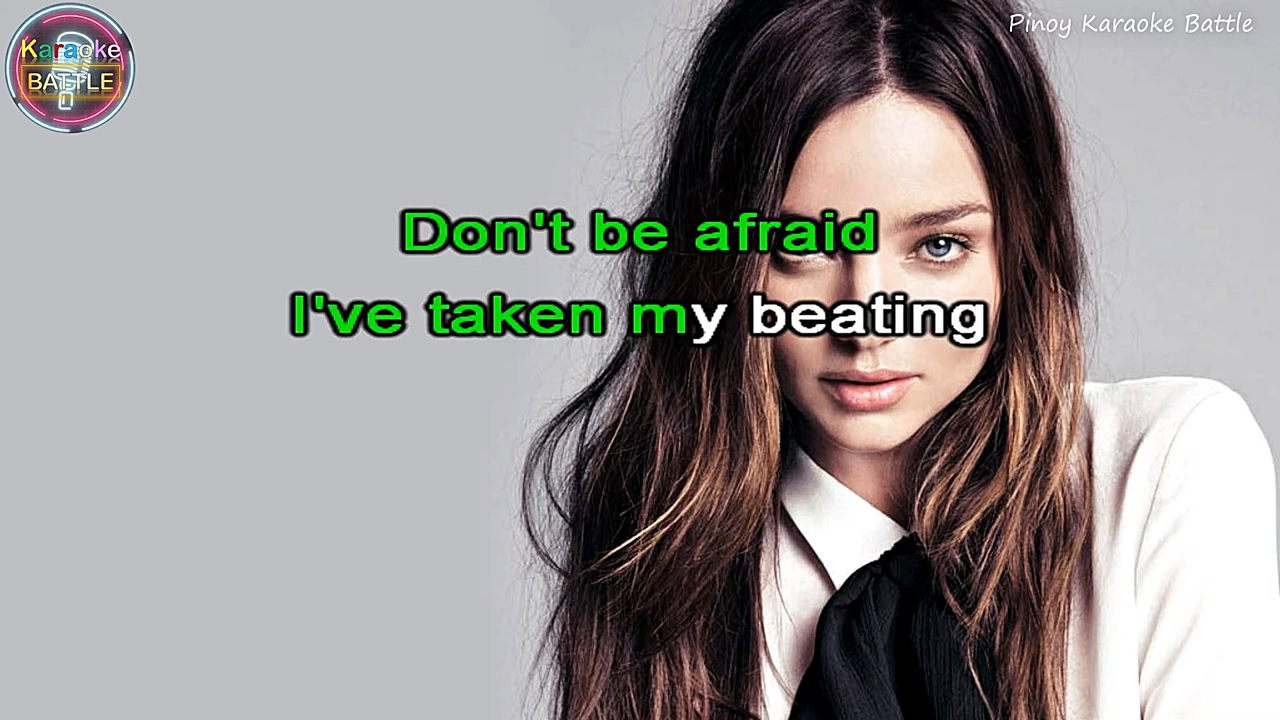 Karaoke
BATTLE
Pinoy Karaoke Battle
Don't be afraid
I've taken my beating